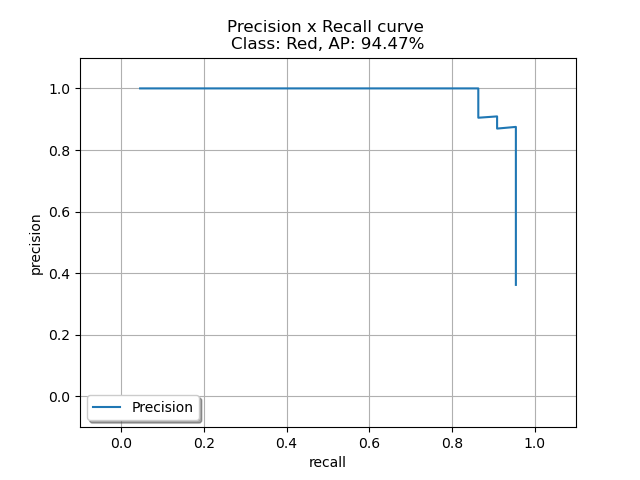 Precision x Recall curve
Class: Red, AP: 94.47%
1.0
0.8
0.6
0.4
0.2
0.0
precision
Precision
0.0 0.2 0.4 0.6 0.8 1.0
recall